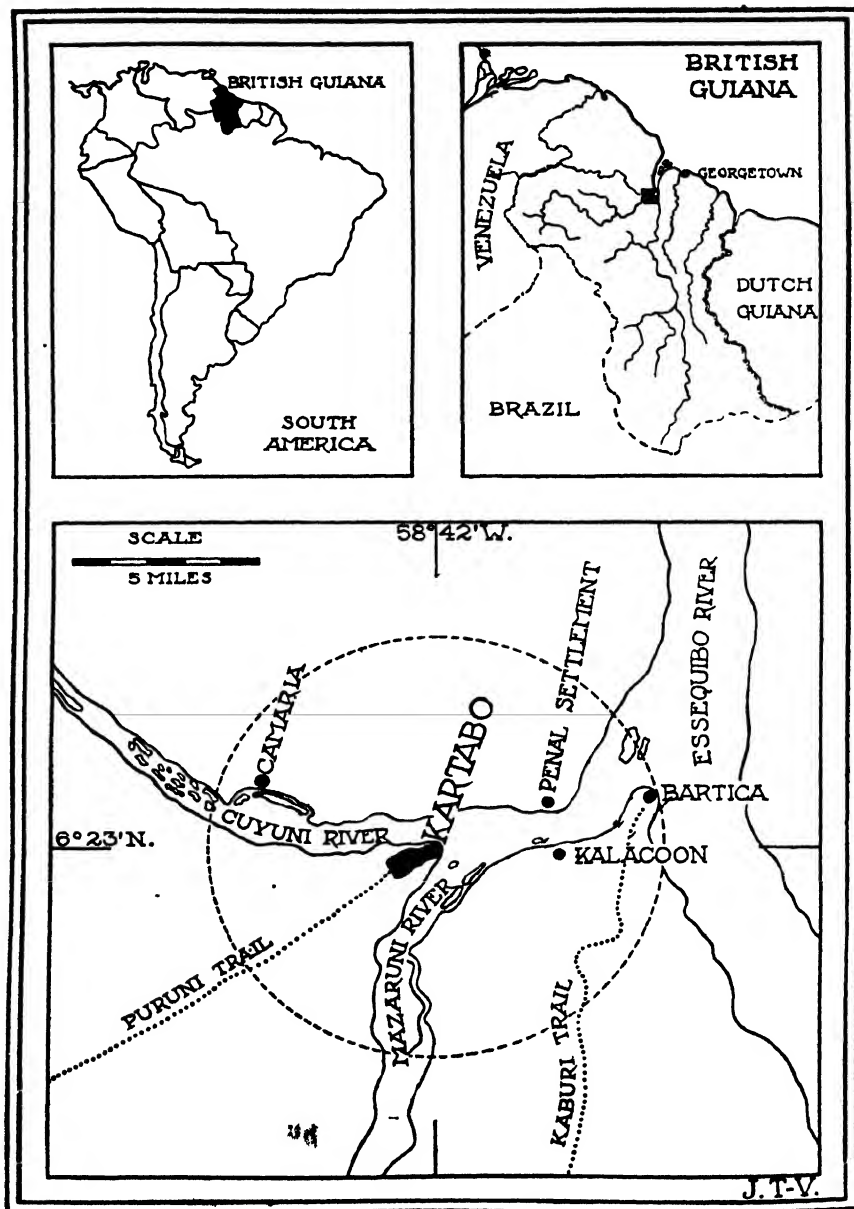 BRITISH GUIANA
SOUTH
AMERICA
BRITISH
GUIANA
GEORGETOWN
VENEZUELA
DUTCH
GUIANA
BRAZIL
SCALE
5 MILES
58°42'W.
PENAL SETTLEMENT
ESSEQUIBO RIVER
CAMARIA
KARTABO
BARTICA
CUYUNI RIVER
6°23'N.
KALACOON
MAZARUNI RIVER
PURUNI TRAIL
KABURI TRAIL
J.T-V.